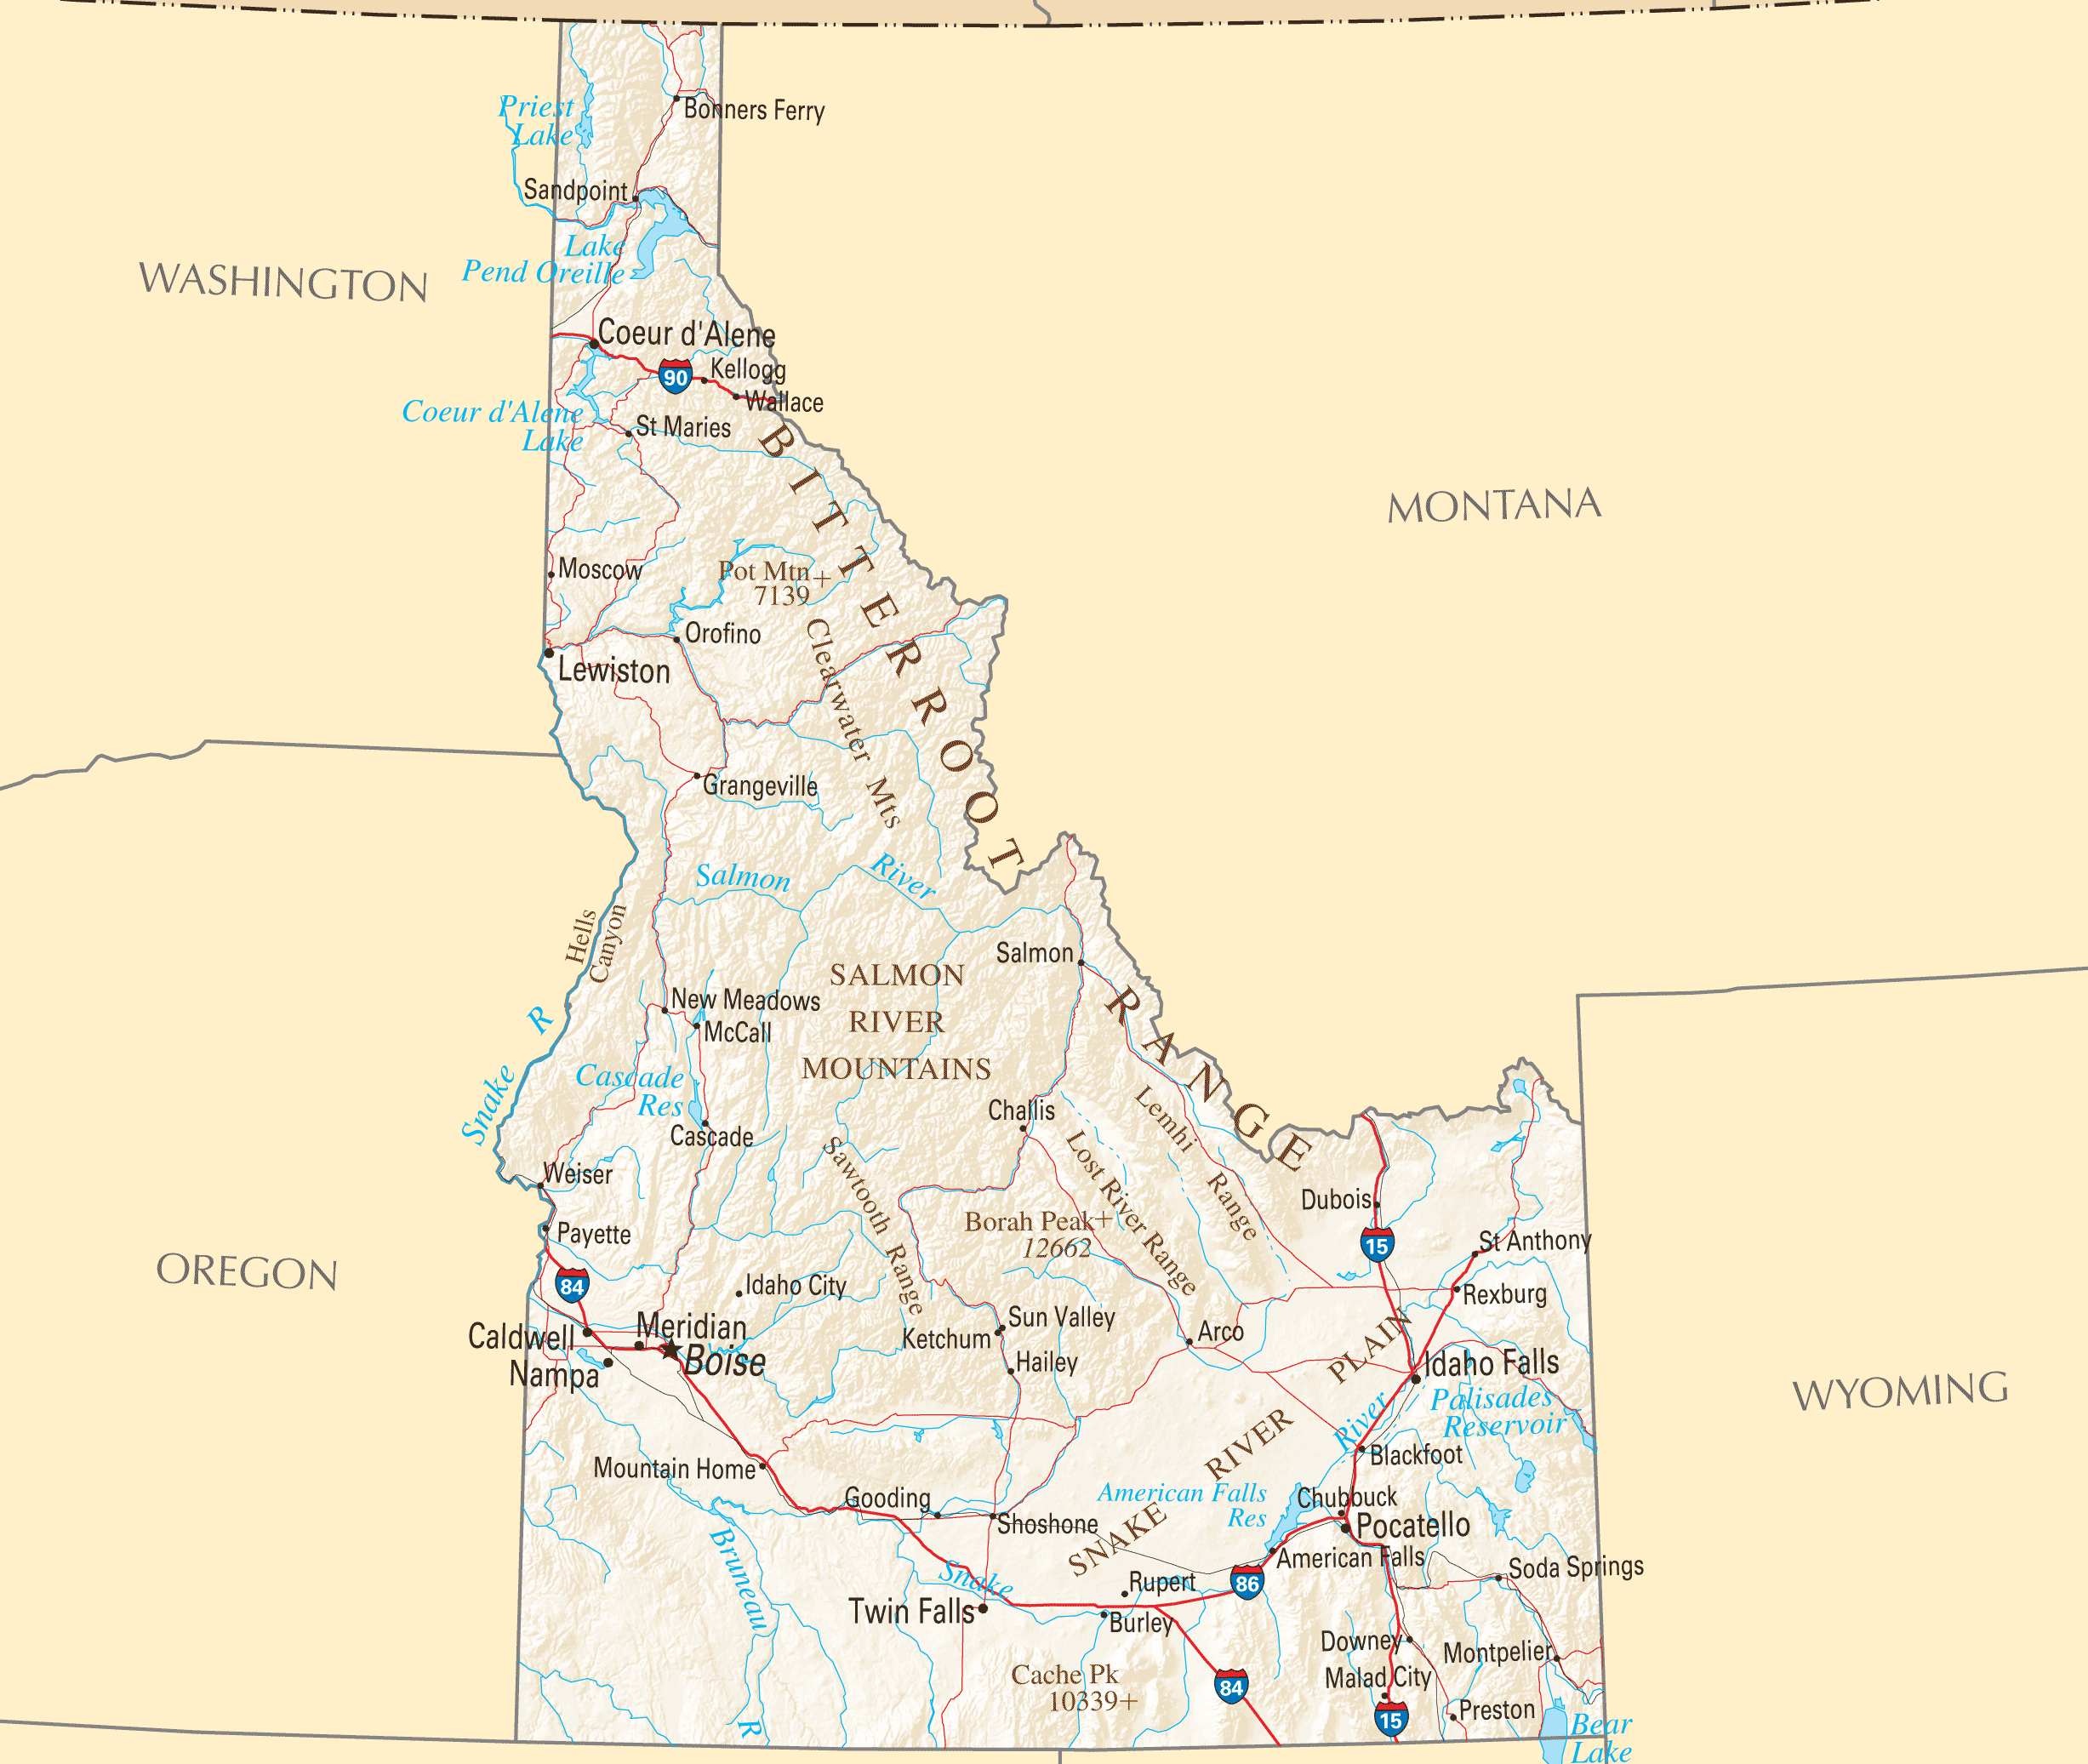 Priest
Lake
Bonners Ferry
Sandpoint
Lake
Pend Oreille
WASHINGTON
Coeur d'Alene
90
Kellogg
Wallace
Coeur d'Alene
Lake
St Maries
BITTERROOT
MONTANA
Moscow
Pot Mtn+
7139
Orofino
Clearwater Mts
Lewiston
Grangeville
Salmon River
Hells
Canyon
Salmon
SALMON
RIVER
MOUNTAINS
RANGE
New Meadows
McCall
Snake R
Cascade
Res
Cascade
Challis
Lemhi Range
Lost River Range
Sawtooth Range
Weiser
Payette
Borah Peak+
12662
Dubois
15
St Anthony
Rexburg
OREGON
84
Idaho City
Meridian
Caldwell
Boise
Nampa
Sun Valley
Ketchum
Hailey
Arco
Idaho Falls
WYOMING
Palisades
Reservoir
SNAKE RIVER PLAIN
River
Blackfoot
Mountain Home
Gooding
Shoshone
American Falls
Res
Chubbuck
Pocatello
American Falls
Soda Springs
86
Bruneau R
Snake
Rupert
Twin Falls
Burley
Downey
Montpelier
Malad City
Cache Pk
10339+
84
15
Preston
Bear
Lake